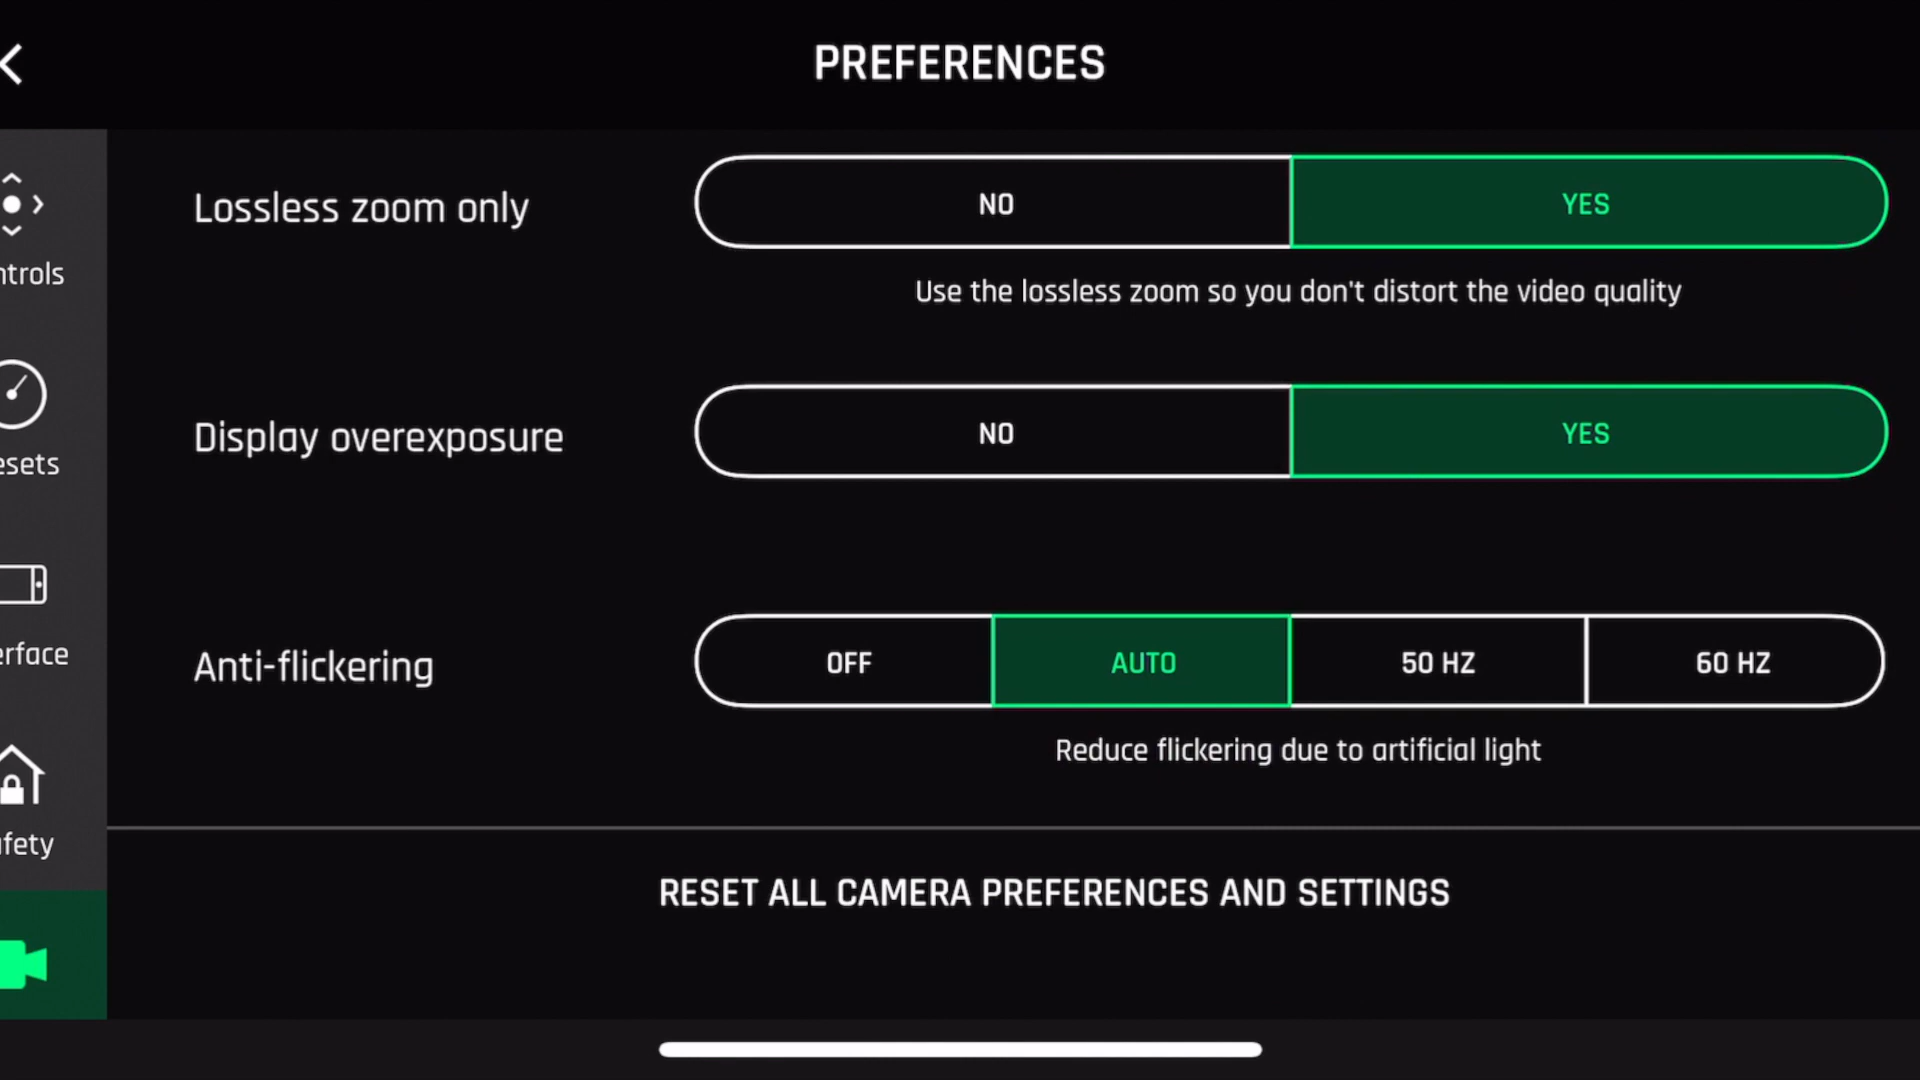 PREFERENCES
Lossless zoom only
NO
YES
Use the lossless zoom so you don't distort the video quality
ntrols
Display overexposure
NO
YES
esets
Anti-flickering
OFF
AUTO
50 HZ
60 HZ
erface
Reduce flickering due to artificial light
fety
RESET ALL CAMERA PREFERENCES AND SETTINGS